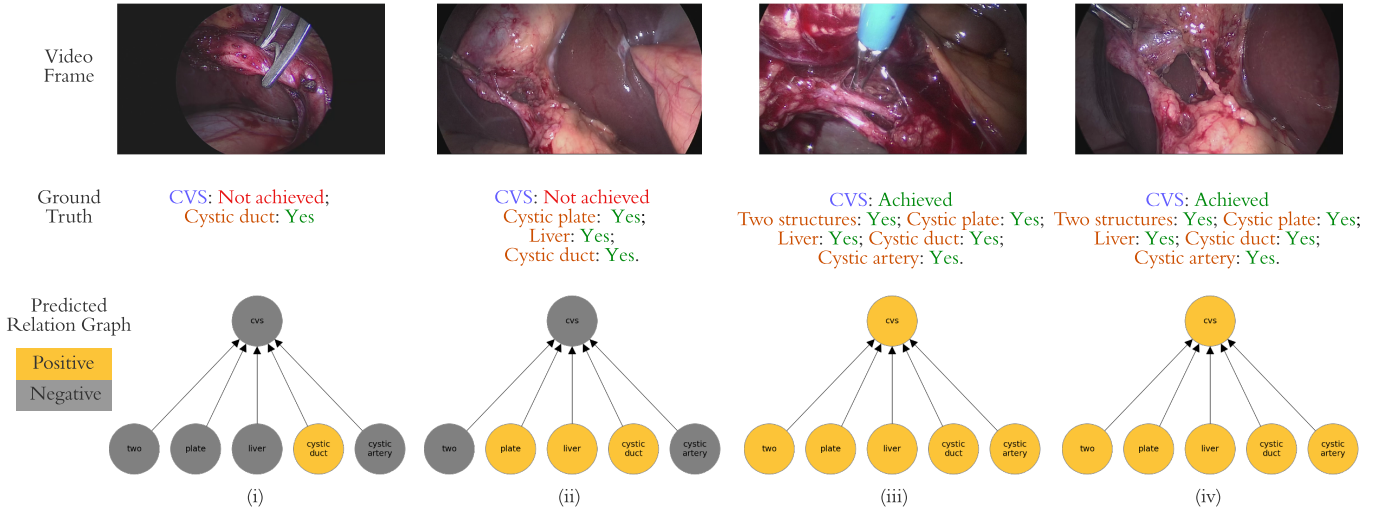 Video
Frame
Ground
Truth
CVS: Not achieved;
Cystic duct: Yes
CVS: Not achieved
Cystic plate: Yes;
Liver: Yes;
Cystic duct: Yes.
CVS: Achieved
Two structures: Yes; Cystic plate: Yes;
Liver: Yes; Cystic duct: Yes;
Cystic artery: Yes.
CVS: Achieved
Two structures: Yes; Cystic plate: Yes;
Liver: Yes; Cystic duct: Yes;
Cystic artery: Yes.
Predicted
Relation Graph
Positive
Negative
cvs
two
plate
liver
cystic
duct
cystic
artery
(i)
cvs
two
plate
liver
cystic
duct
cystic
artery
(ii)
cvs
two
plate
liver
cystic
duct
cystic
artery
(iii)
cvs
two
plate
liver
cystic
duct
cystic
artery
(iv)